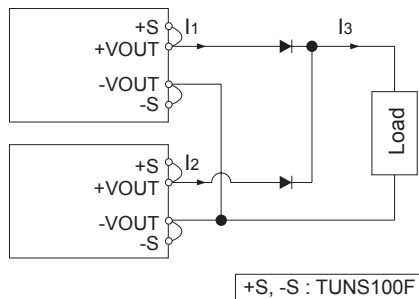 +S
I1
I3
+VOUT
-VOUT
-S
Load
+S
I2
+VOUT
-VOUT
-S
+S, -S : TUNS100F